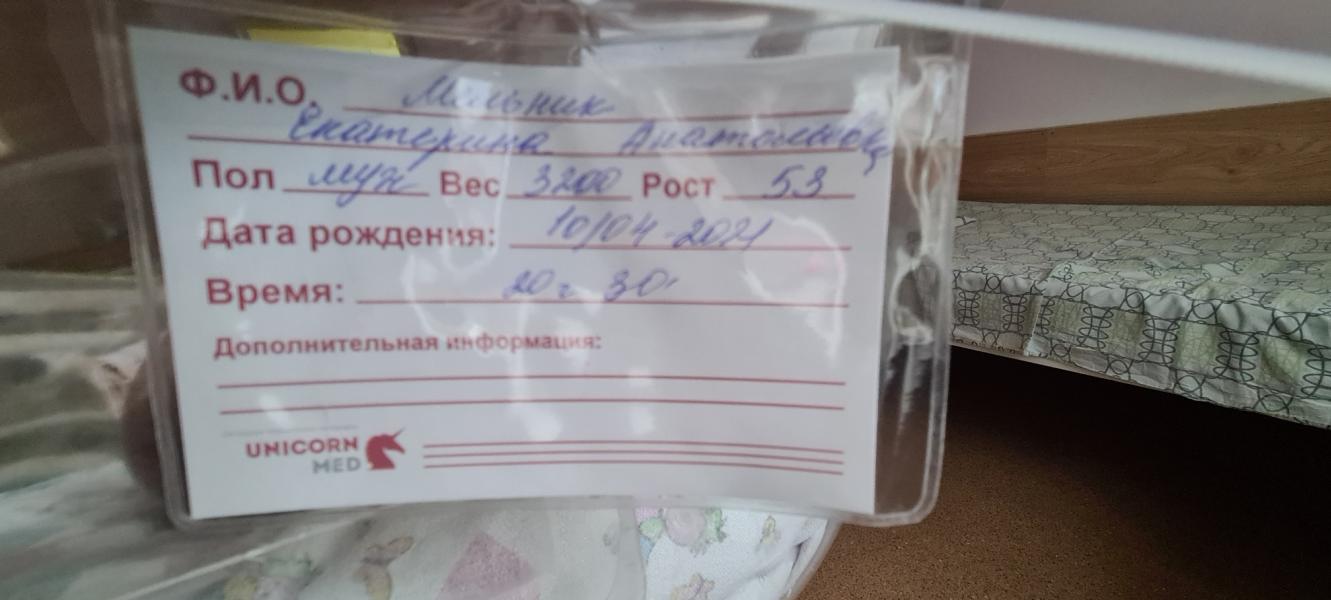 Ф.И.О. Мельник
Екатерина Анатольевна
Пол муж Вес 3200 Рост 53
Дата рождения: 10/04-2021
Время: 20г 30'
Дополнительная информация:
UNICORN
MED